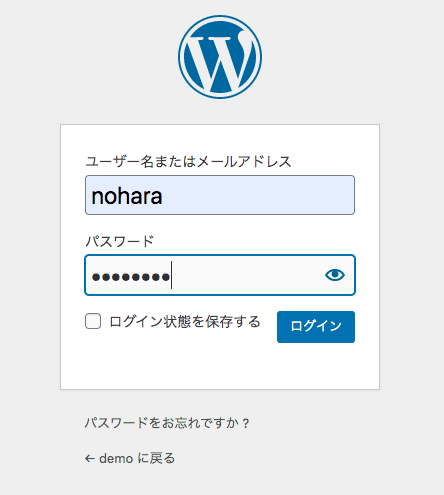 ユーザー名またはメールアドレス
nohara
パスワード
●●●●●●●●
ログイン状態を保存する
ログイン
パスワードをお忘れですか ?
← demo に戻る